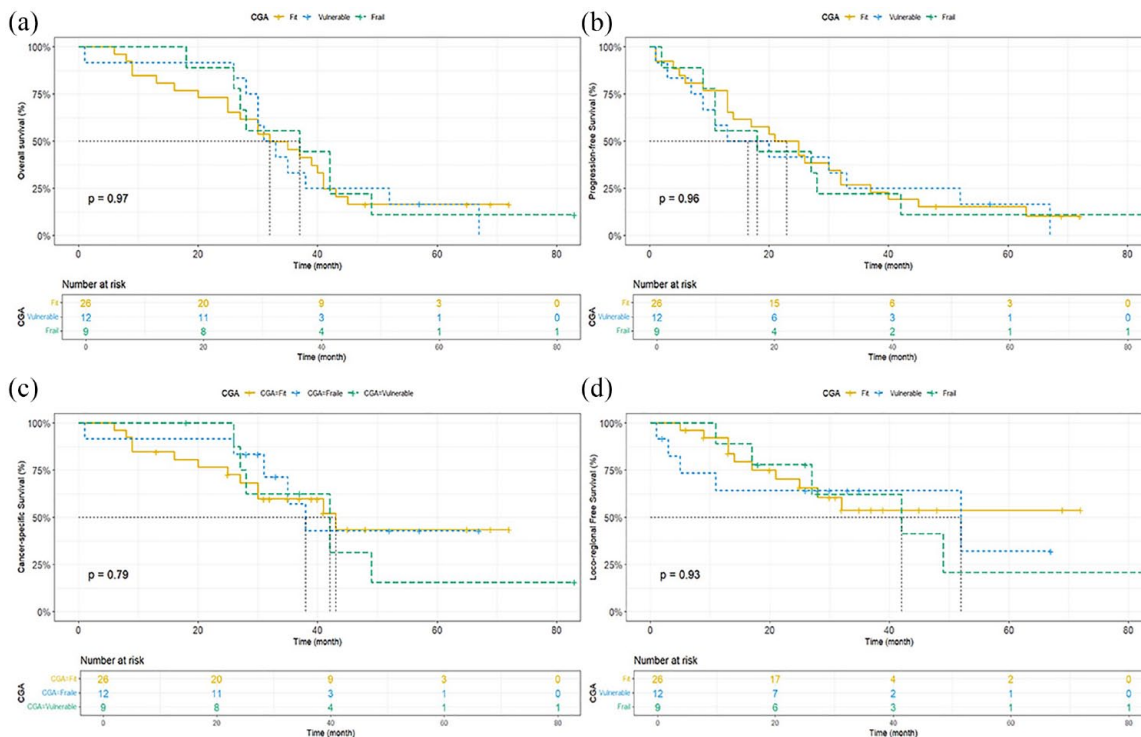 (a)
CGA Fit Vulnerable Frail
100%
75%
50%
25%
0%
Overall survival (%)
p = 0.97
0 20 40 60 80
Time (month)
Number at risk
CGA
Fit 26 20 9 3 0
Vulnerable 12 11 3 1 0
Frail 9 8 4 1 1
0 20 40 60 80
Time (month)
(b)
CGA Fit Vulnerable Frail
100%
75%
50%
25%
0%
Progression-free Survival (%)
p = 0.96
0 20 40 60 80
Time (month)
Number at risk
CGA
Fit 26 15 6 3 0
Vulnerable 12 6 3 1 0
Frail 9 4 2 1 1
0 20 40 60 80
Time (month)
(c)
CGA CGA=Fit CGA=Fraile CGA=Vulnerable
100%
75%
50%
25%
0%
Cancer-specific Survival (%)
p = 0.79
0 20 40 60 80
Time (month)
Number at risk
CGA
CGA=Fit 26 20 9 3 0
CGA=Fraile 12 11 3 1 0
CGA=Vulnerable 9 8 4 1 1
0 20 40 60 80
Time (month)
(d)
CGA Fit Vulnerable Frail
100%
75%
50%
25%
0%
Loco-regional Free Survival (%)
p = 0.93
0 20 40 60 80
Time (month)
Number at risk
CGA
Fit 26 17 4 2 0
Vulnerable 12 7 2 1 0
Frail 9 6 3 1 1
0 20 40 60 80
Time (month)